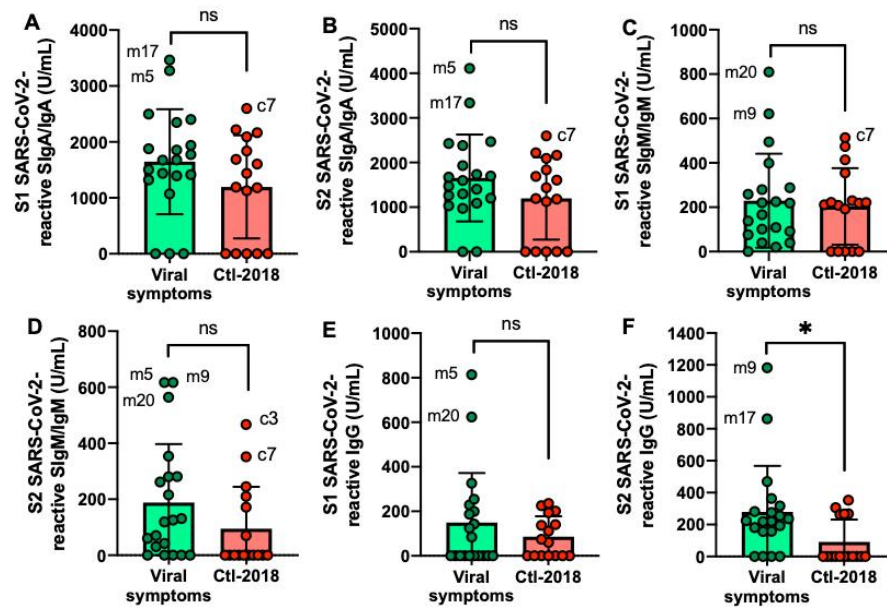 A
S1 SARS-CoV-2-
reactive SIgA/IgA (U/mL)
4000
3000
2000
1000
0
ns
m17
m5
c7
Viral
symptoms
Ctl-2018
B
S2 SARS-CoV-2-
reactive SIgA/IgA (U/mL)
5000
4000
3000
2000
1000
0
ns
m5
m17
c7
Viral
symptoms
Ctl-2018
C
S1 SARS-CoV-2-
reactive SIgM/IgM (U/mL)
1000
800
600
400
200
0
ns
m20
m9
c7
Viral
symptoms
Ctl-2018
D
S2 SARS-CoV-2-
reactive SIgM/IgM (U/mL)
800
600
400
200
0
ns
m5
m9
m20
c3
c7
Viral
symptoms
Ctl-2018
E
S1 SARS-CoV-2-
reactive IgG (U/mL)
1000
800
600
400
200
0
ns
m5
m20
Viral
symptoms
Ctl-2018
F
S2 SARS-CoV-2-
reactive IgG (U/mL)
1400
1200
1000
800
600
400
200
0
*
m9
m17
Viral
symptoms
Ctl-2018